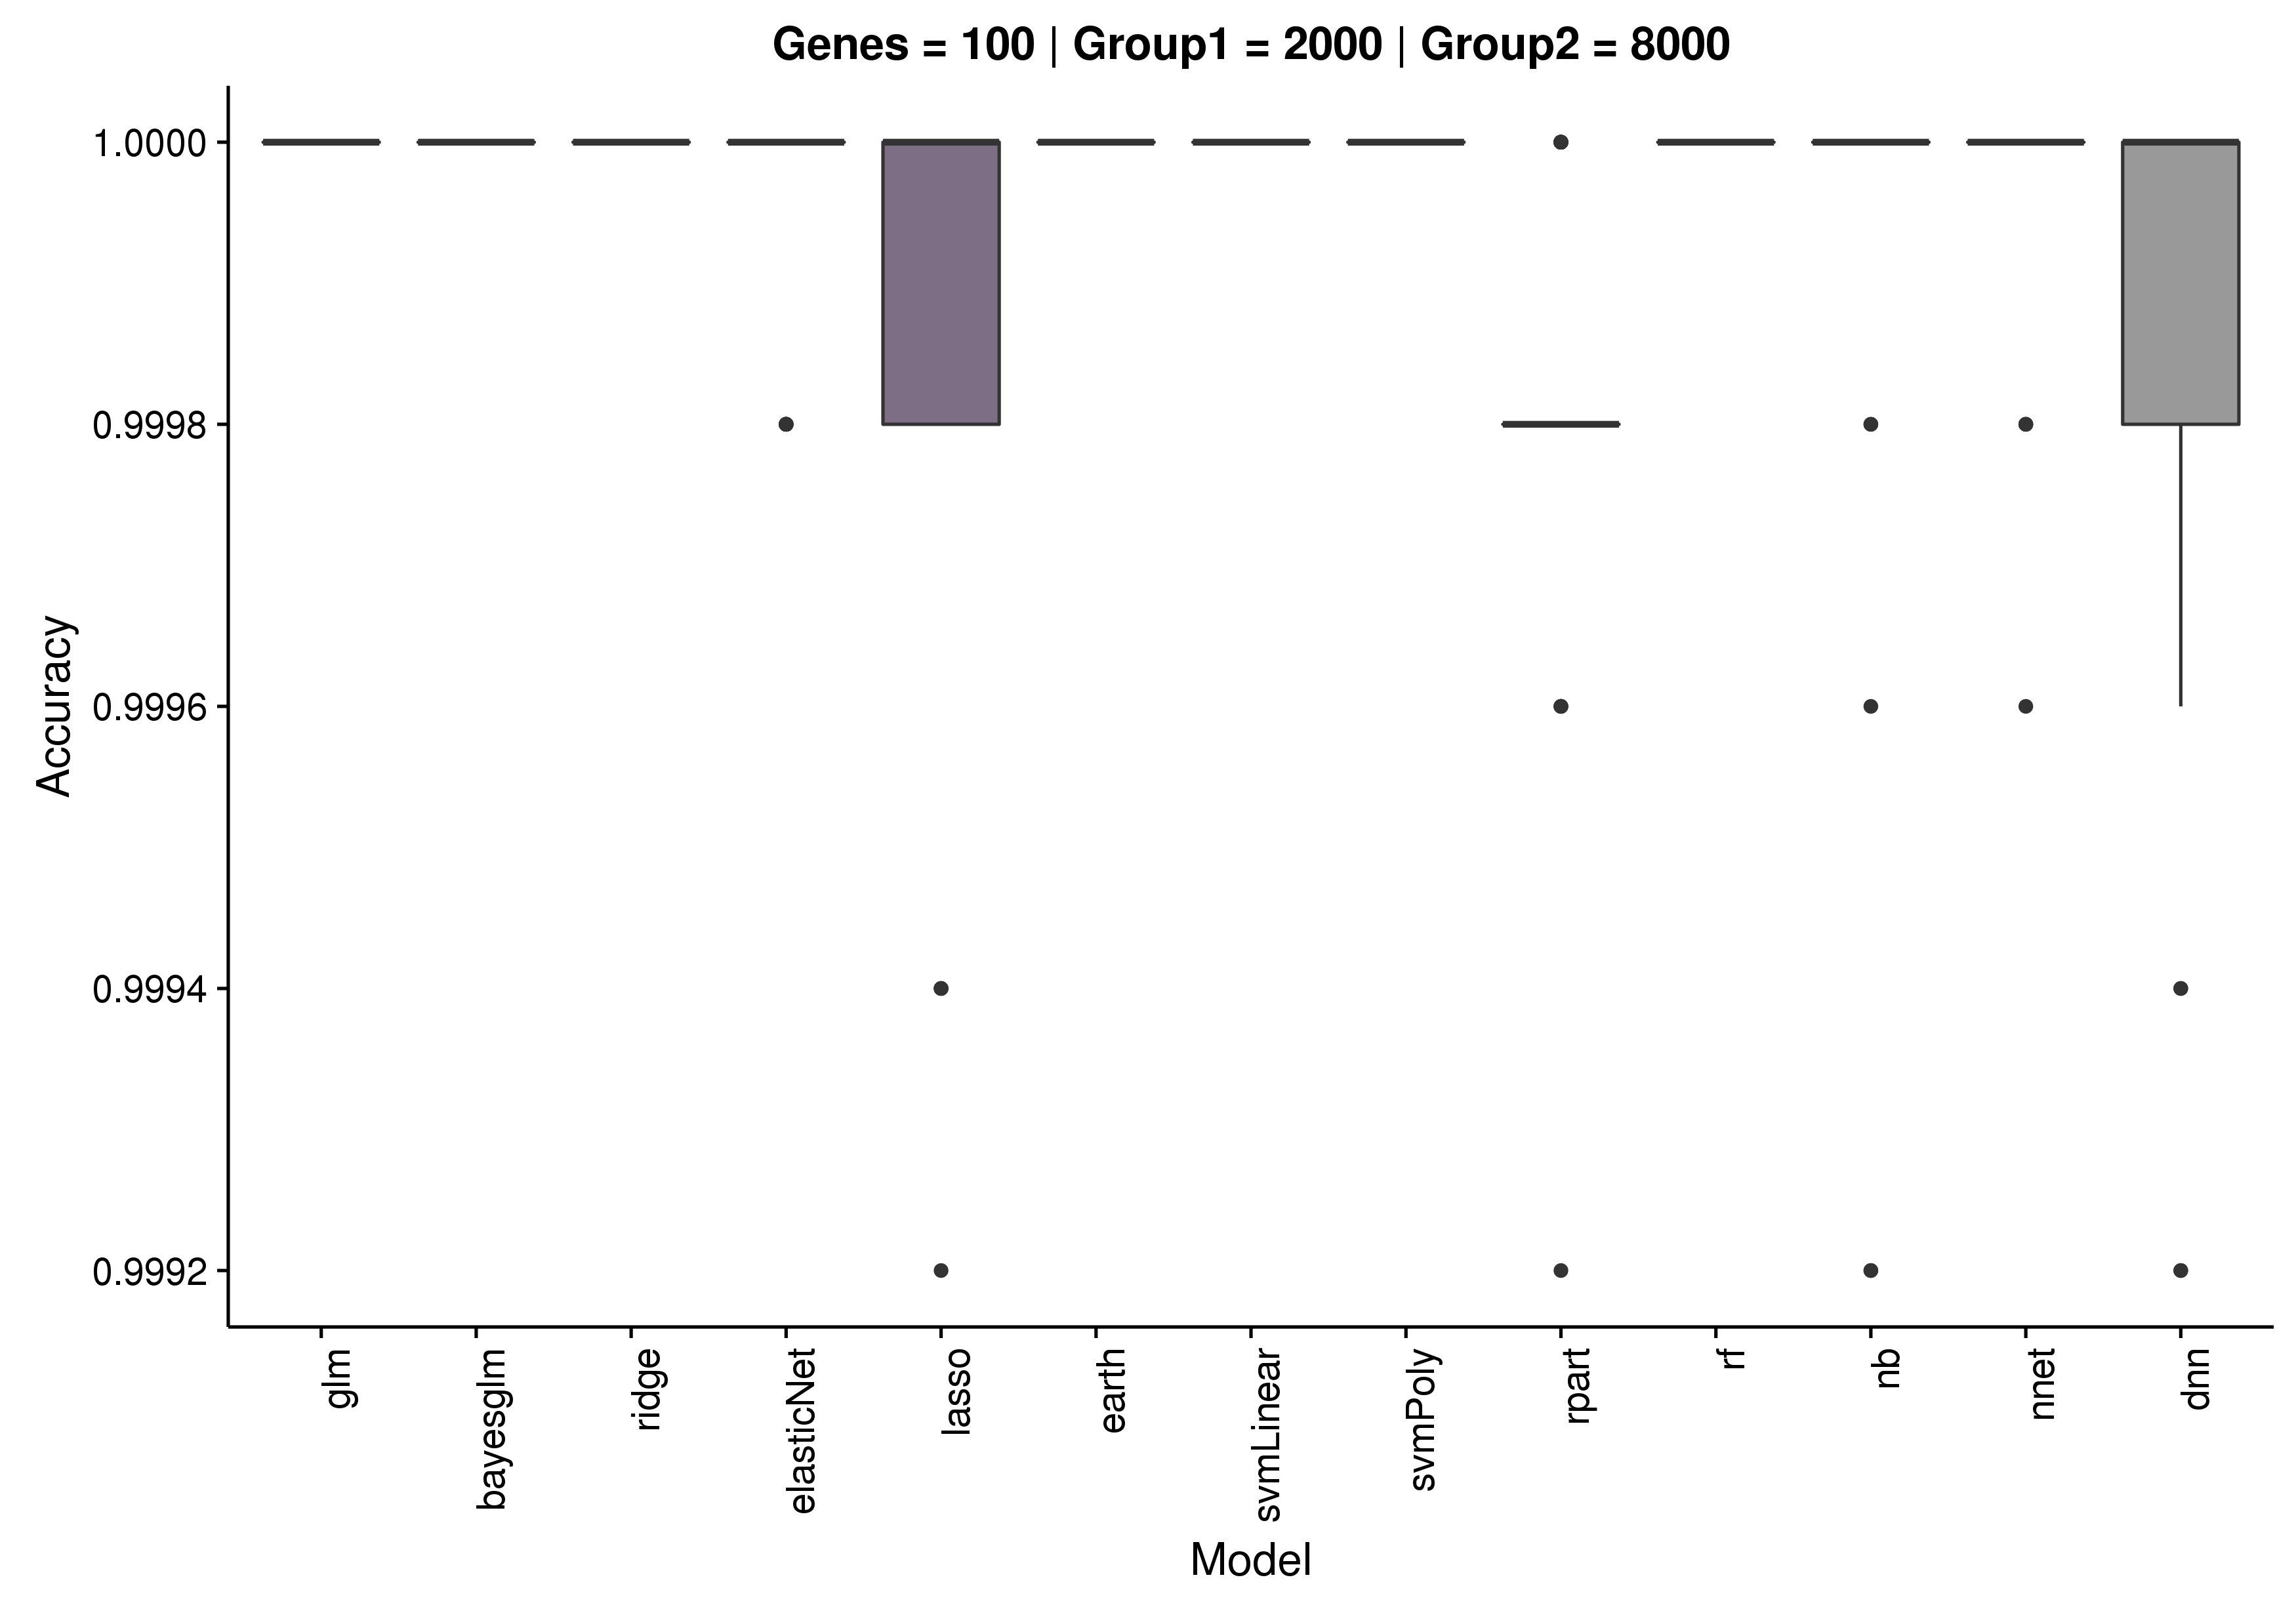 Genes = 100 | Group1 = 2000 | Group2 = 8000
1.0000
0.9998
0.9996
0.9994
0.9992
Accuracy
glm
bayesglm
ridge
elasticNet
lasso
earth
svmLinear
svmPoly
rpart
rf
nb
nnet
dnn
Model